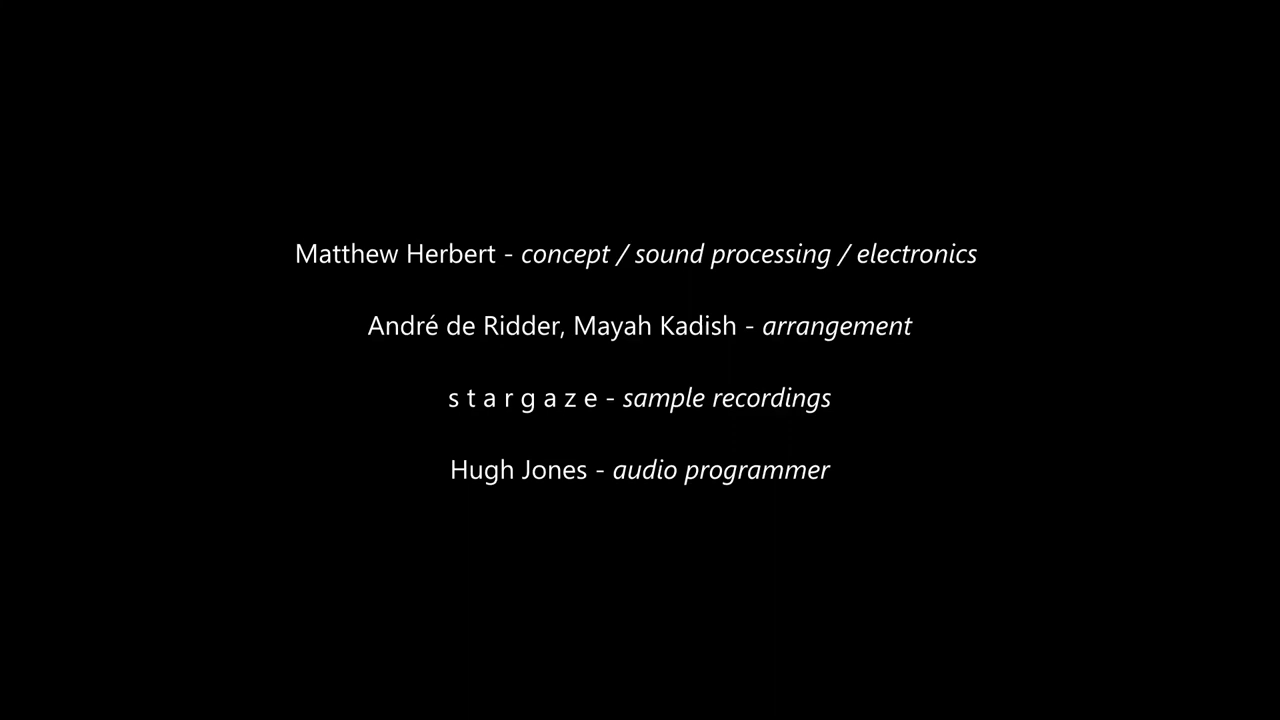 Matthew Herbert - concept / sound processing / electronics
André de Ridder, Mayah Kadish - arrangement
s t a r g a z e - sample recordings
Hugh Jones - audio programmer